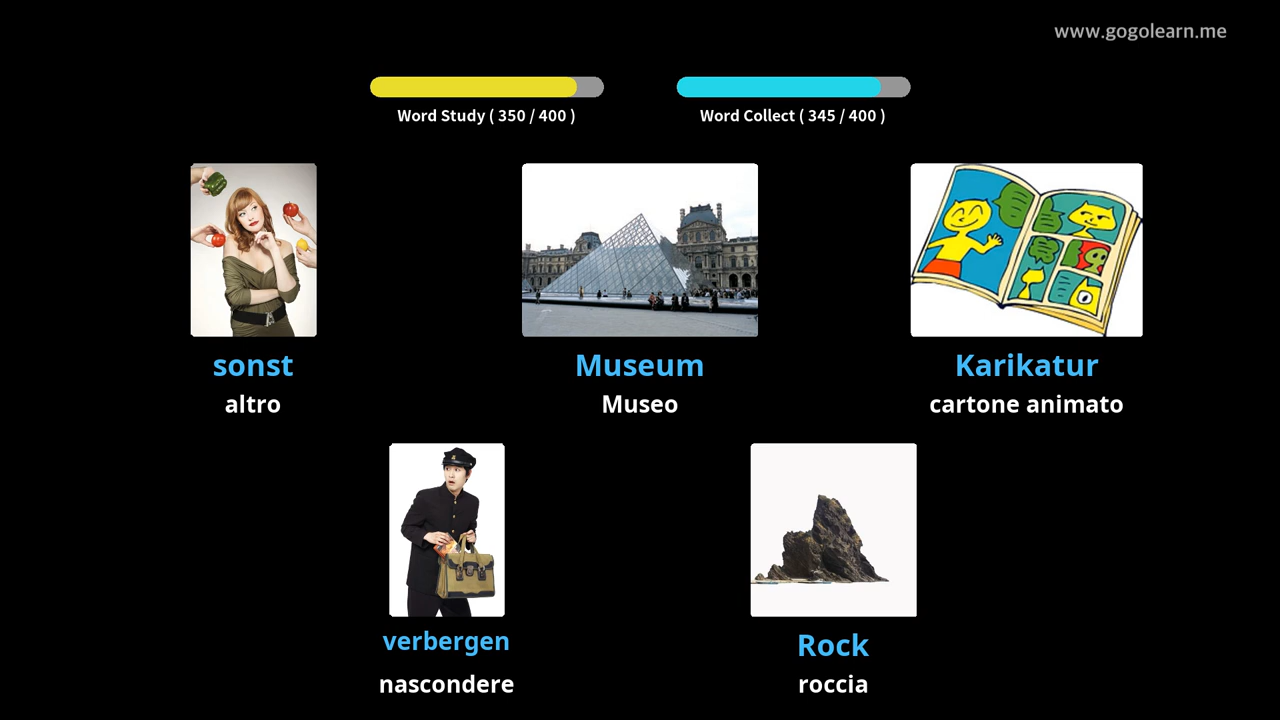 www.gogolearn.me
Word Study ( 350 / 400 )
Word Collect ( 345 / 400 )
sonst
altro
Museum
Museo
Karikatur
cartone animato
verbergen
nascondere
Rock
roccia